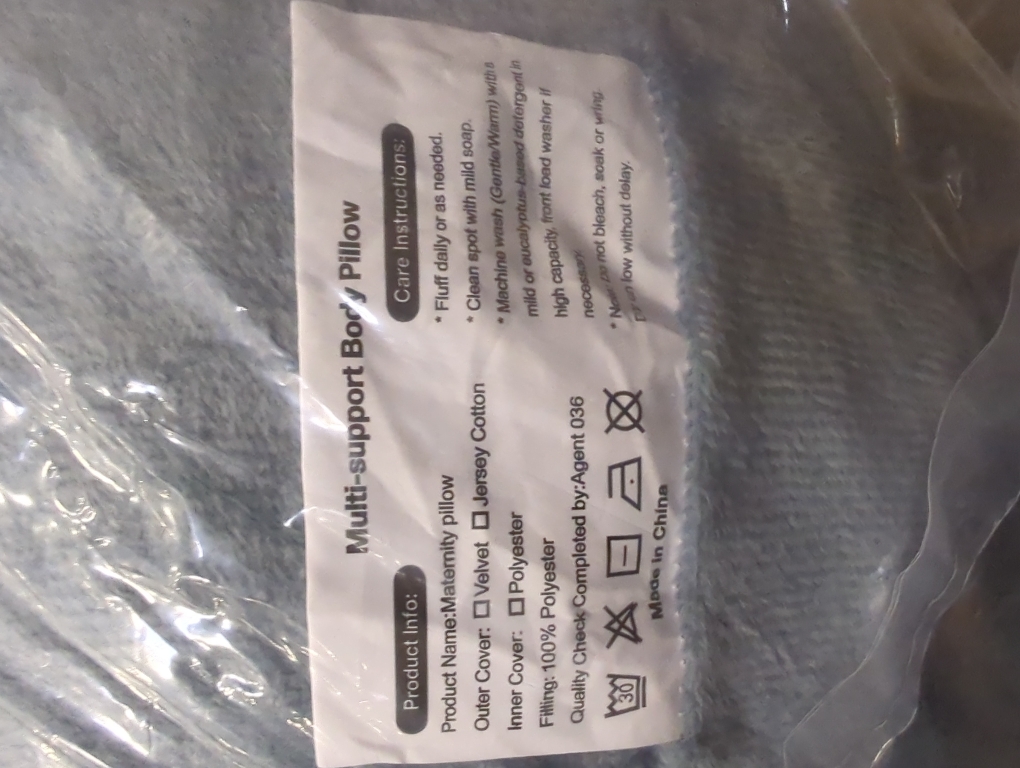 Multi-support Body Pillow
Product Info:
Product Name:Maternity pillow
Outer Cover: □ Velvet □ Jersey Cotton
Inner Cover: □ Polyester
Filling: 100% Polyester
Quality Check Completed by:Agent 036
30
Made in China
Care Instructions:
* Fluff daily or as needed.
* Clean spot with mild soap.
* Machine wash (Gentle/Warm) with a
mild or eucalyptus-based detergent in
high capacity, front load washer if
necessary.
* Note: Do not bleach, soak or wring.
on low without delay.